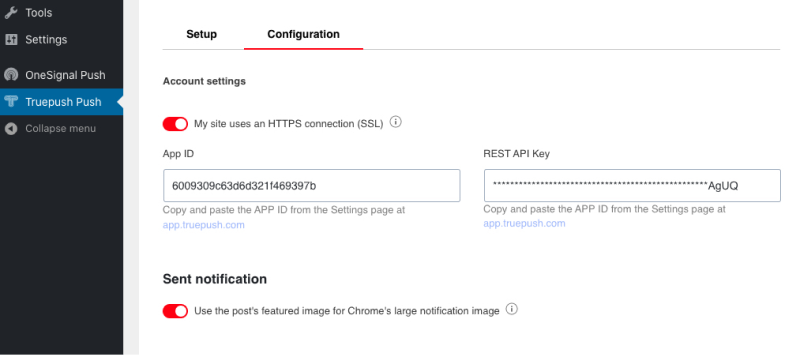 Tools
Settings
OneSignal Push
Truepush Push
Collapse menu
Setup Configuration
Account settings
My site uses an HTTPS connection (SSL)
App ID REST API Key
6009309c63d6d321f469397b **************************************************AgUQ
Copy and paste the APP ID from the Settings page at Copy and paste the APP ID from the Settings page at
app.truepush.com app.truepush.com
Sent notification
Use the post's featured image for Chrome's large notification image